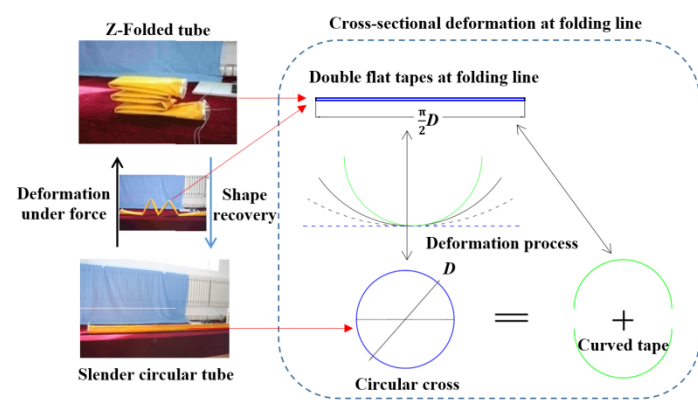 Z-Folded tube
Deformation
under force
Shape
recovery
Slender circular tube
Cross-sectional deformation at folding line
Double flat tapes at folding line
π/2 D
Deformation process
D
=
+
Curved tape
Circular cross